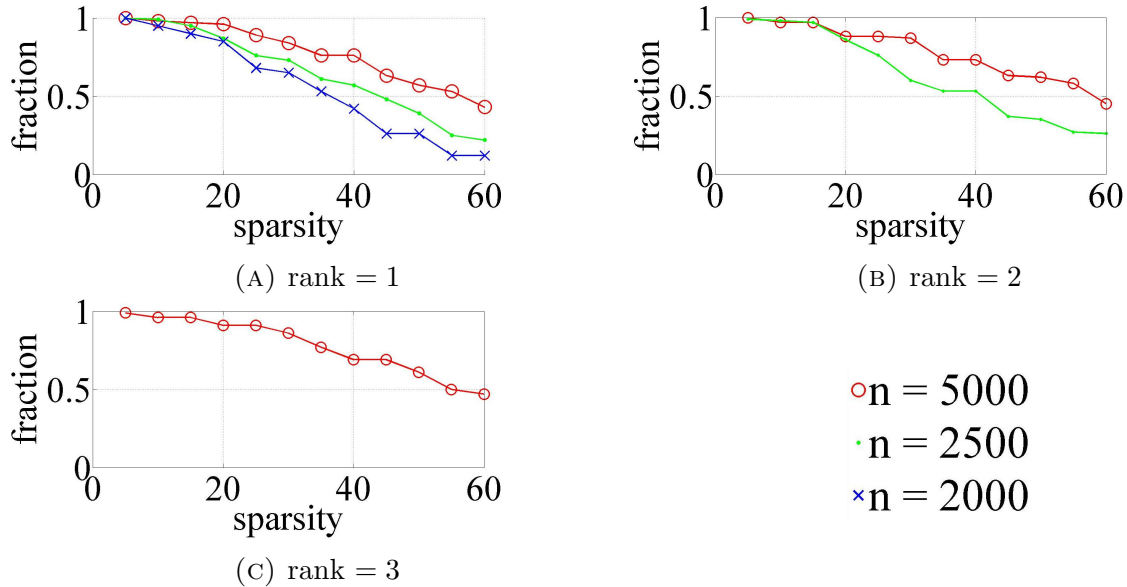 1
0.5
0
fraction
0 20 40 60
sparsity
(A) rank = 1
1
0.5
0
fraction
0 20 40 60
sparsity
(B) rank = 2
1
0.5
0
fraction
0 20 40 60
sparsity
(C) rank = 3
n = 5000
n = 2500
n = 2000